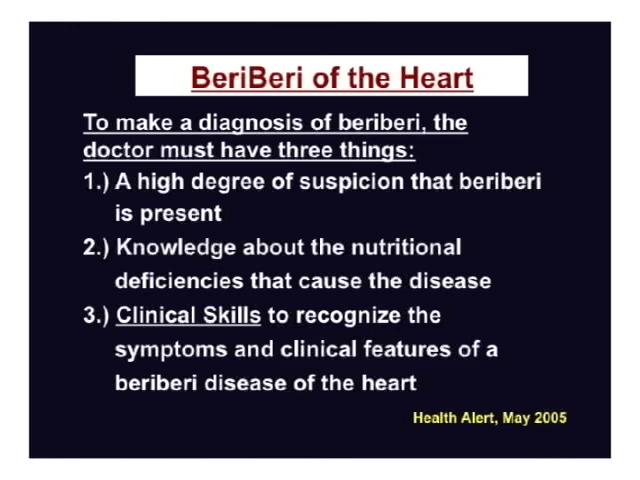 BeriBeri of the Heart
To make a diagnosis of beriberi, the
doctor must have three things:
1.) A high degree of suspicion that beriberi
is present
2.) Knowledge about the nutritional
deficiencies that cause the disease
3.) Clinical Skills to recognize the
symptoms and clinical features of a
beriberi disease of the heart
Health Alert, May 2005